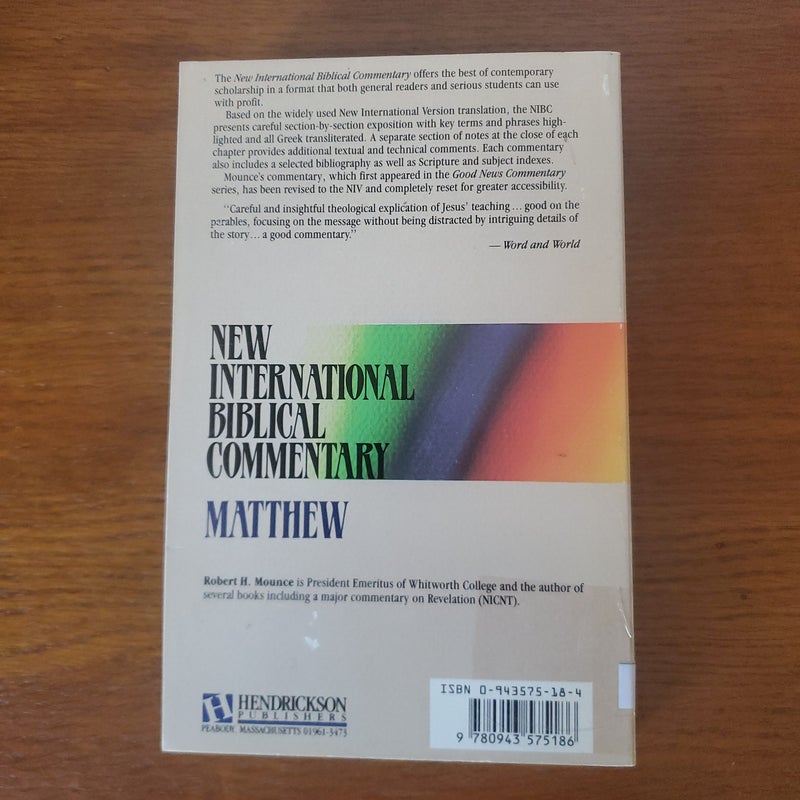 The New International Biblical Commentary offers the best of contemporary
scholarship in a format that both general readers and serious students can use
with profit.
Based on the widely used New International Version translation, the NIBC
presents careful section-by-section exposition with key terms and phrases high-
lighted and all Greek transliterated. A separate section of notes at the close of each
chapter provides additional textual and technical comments. Each commentary
also includes a selected bibliography as well as Scripture and subject indexes.
Mounce's commentary, which first appeared in the Good News Commentary
series, has been revised to the NIV and completely reset for greater accessibility.
"Careful and insightful theological explication of Jesus' teaching... good on the
parables, focusing on the message without being distracted by intriguing details of
the story... a good commentary."
— Word and World
NEW
INTERNATIONAL
BIBLICAL
COMMENTARY
MATTHEW
Robert H. Mounce is President Emeritus of Whitworth College and the author of
several books including a major commentary on Revelation (NICNT).
HENDRICKSON
PUBLISHERS
PEABODY, MASSACHUSETTS 01961-3473
ISBN 0-943575-18-4
9 780943 575186